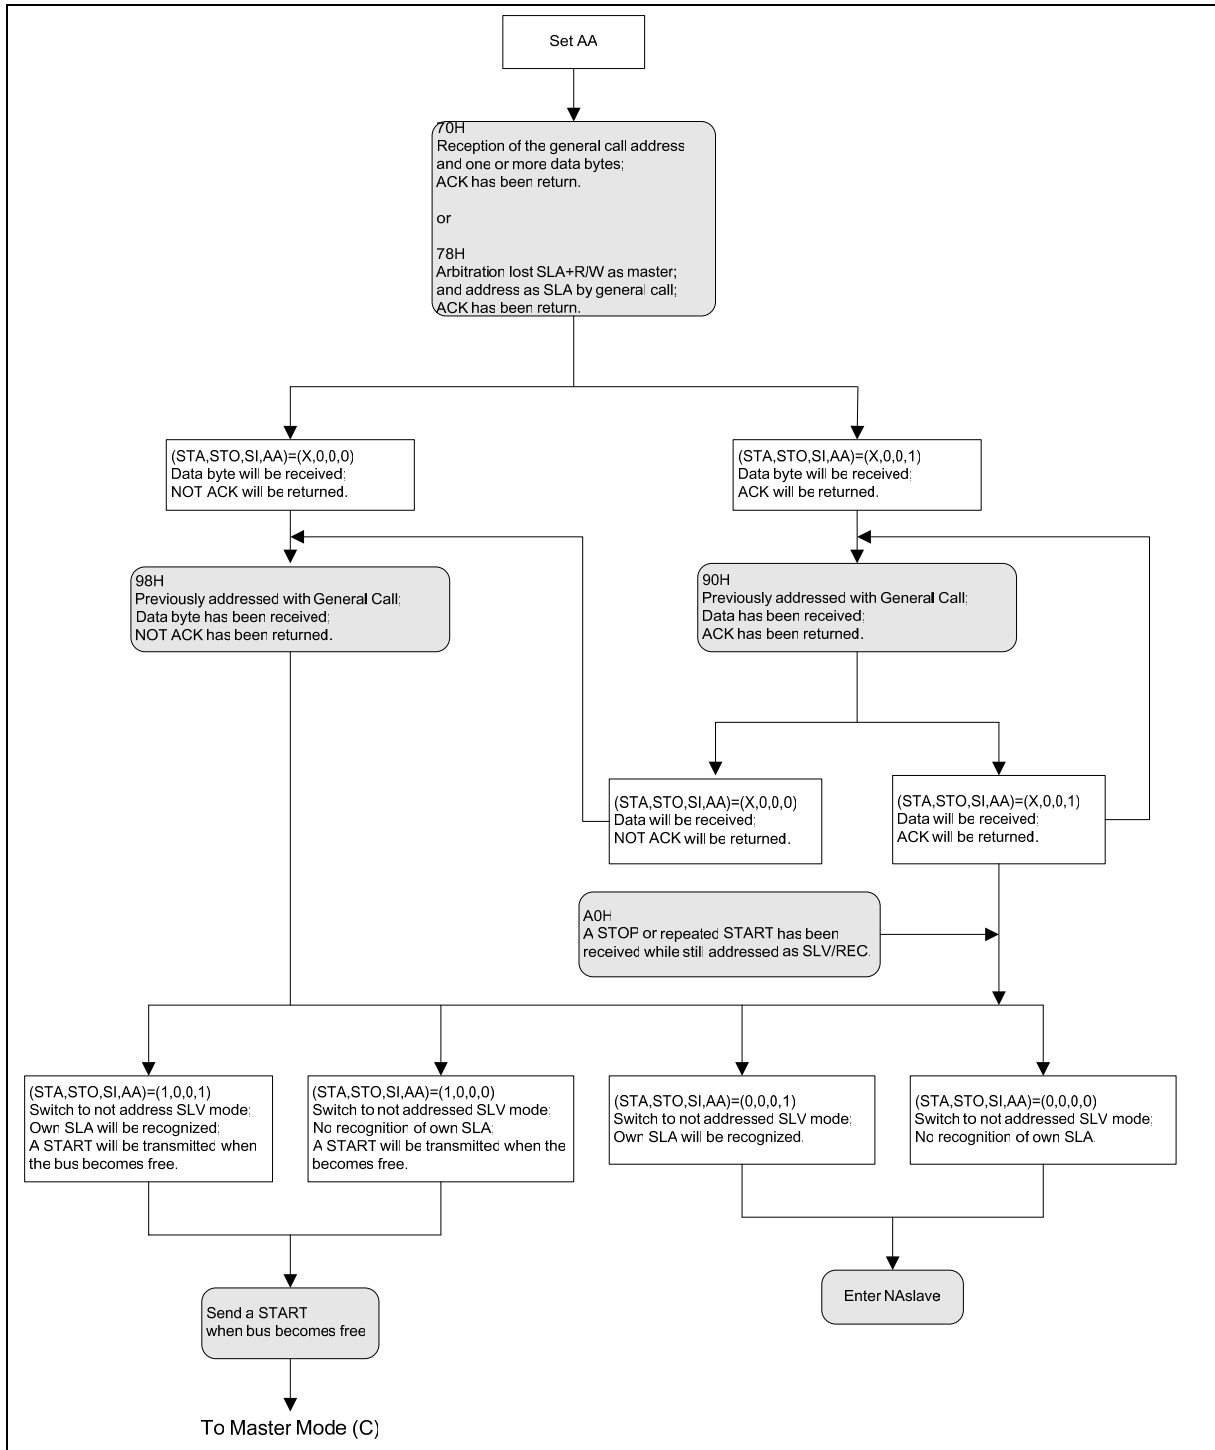 Set AA
70H
Reception of the general call address
and one or more data bytes;
ACK has been return.
or
78H
Arbitration lost SLA+R/W as master;
and address as SLA by general call;
ACK has been return.
(STA,STO,SI,AA)=(X,0,0,0)
Data byte will be received;
NOT ACK will be returned.
(STA,STO,SI,AA)=(X,0,0,1)
Data byte will be received;
ACK will be returned.
98H
Previously addressed with General Call;
Data byte has been received;
NOT ACK has been returned.
90H
Previously addressed with General Call;
Data has been received;
ACK has been returned.
(STA,STO,SI,AA)=(X,0,0,0)
Data will be received;
NOT ACK will be returned.
(STA,STO,SI,AA)=(X,0,0,1)
Data will be received;
ACK will be returned.
A0H
A STOP or repeated START has been
received while still addressed as SLV/REC.
(STA,STO,SI,AA)=(1,0,0,1)
Switch to not address SLV mode;
Own SLA will be recognized;
A START will be transmitted when
the bus becomes free.
(STA,STO,SI,AA)=(1,0,0,0)
Switch to not addressed SLV mode;
No recognition of own SLA;
A START will be transmitted when the
becomes free.
(STA,STO,SI,AA)=(0,0,0,1)
Switch to not addressed SLV mode;
Own SLA will be recognized.
(STA,STO,SI,AA)=(0,0,0,0)
Switch to not addressed SLV mode;
No recognition of own SLA.
Send a START
when bus becomes free
Enter NAslave
To Master Mode (C)